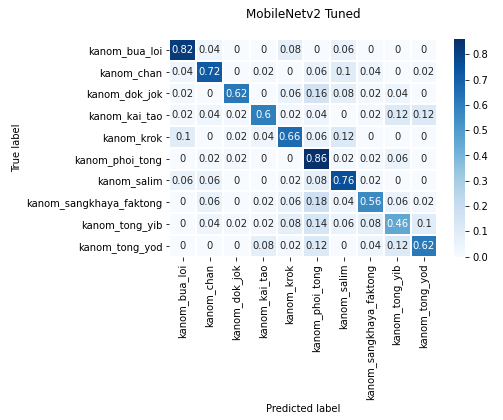 MobileNetv2 Tuned
True label
kanom_bua_loi 0.82 0.04 0 0 0.08 0 0.06 0 0 0
kanom_chan 0.04 0.72 0 0.02 0 0.06 0.1 0.04 0 0.02
kanom_dok_jok 0.02 0 0.62 0 0.06 0.16 0.08 0.02 0.04 0
kanom_kai_tao 0.02 0.04 0.02 0.6 0.02 0.04 0 0.02 0.12 0.12
kanom_krok 0.1 0 0.02 0.04 0.66 0.06 0.12 0 0 0
kanom_phoi_tong 0 0.02 0.02 0 0 0.86 0.02 0.02 0.06 0
kanom_salim 0.06 0.06 0 0 0.02 0.08 0.76 0.02 0 0
kanom_sangkhaya_faktong 0 0.06 0 0.02 0.06 0.18 0.04 0.56 0.06 0.02
kanom_tong_yib 0 0.04 0.02 0.02 0.08 0.14 0.06 0.08 0.46 0.1
kanom_tong_yod 0 0 0 0.08 0.02 0.12 0 0.04 0.12 0.62
kanom_bua_loi
kanom_chan
kanom_dok_jok
kanom_kai_tao
kanom_krok
kanom_phoi_tong
kanom_salim
kanom_sangkhaya_faktong
kanom_tong_yib
kanom_tong_yod
Predicted label
0.8
0.7
0.6
0.5
0.4
0.3
0.2
0.1
0.0